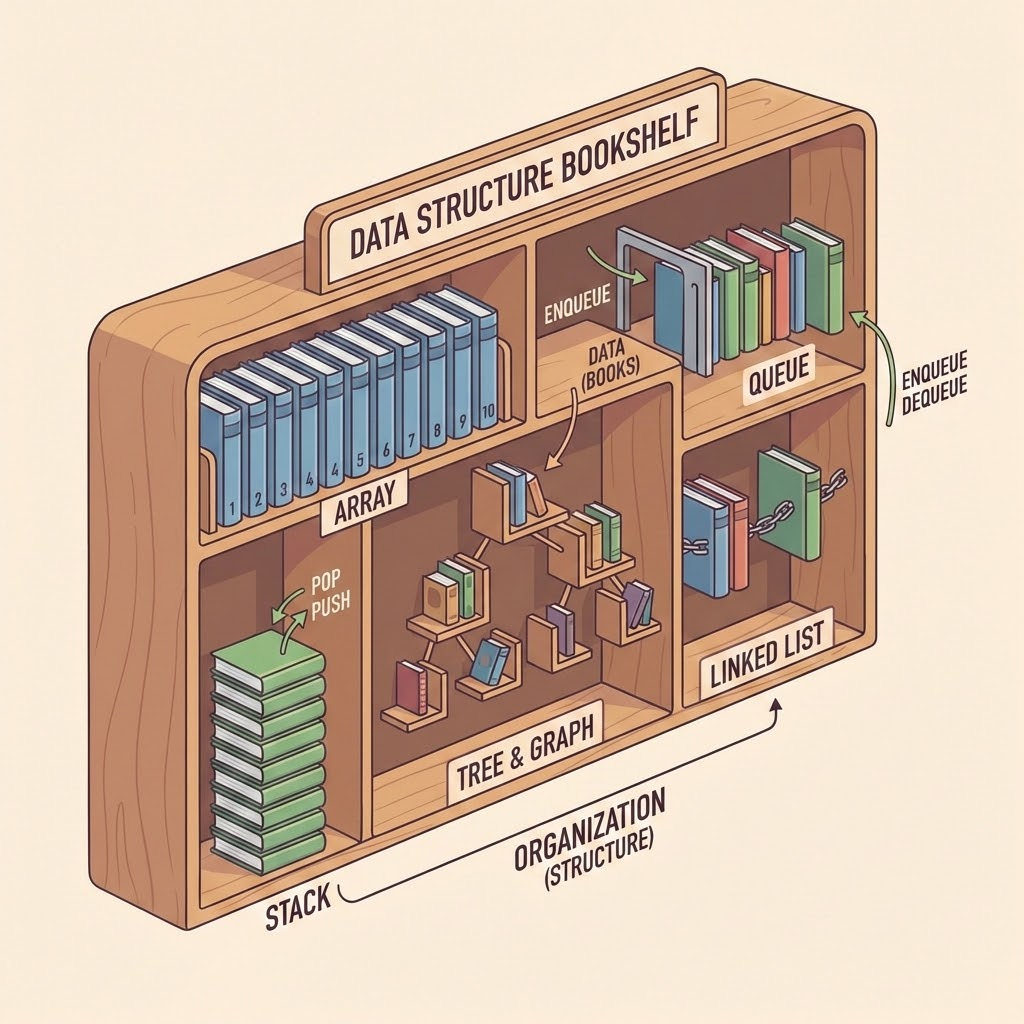 DATA STRUCTURE BOOKSHELF
ENQUEUE
DATA
(BOOKS)
QUEUE
ENQUEUE
DEQUEUE
1 2 3 4 4 5 6 7 8 9 10
ARRAY
POP
PUSH
LINKED LIST
TREE & GRAPH
STACK
ORGANIZATION
(STRUCTURE)